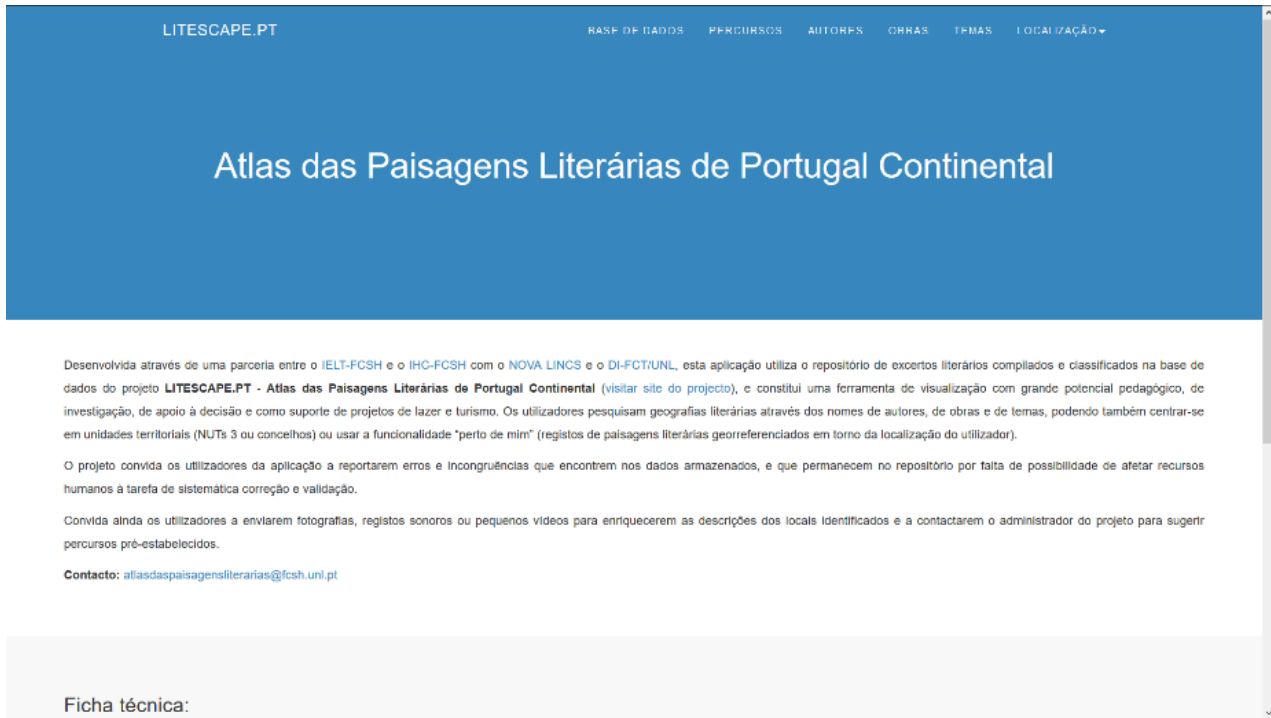 LITESCAPE.PT
BASE DE DADOS PERCURSOS AUTORES OBRAS TEMAS LOCALIZAÇÃO
Atlas das Paisagens Literárias de Portugal Continental
Desenvolvida através de uma parceria entre o IELT-FCSH e o IHC-FCSH com o NOVA LINCS e o DI-FCT/UNL, esta aplicação utiliza o repositório de excertos literários compilados e classificados na base de
dados do projeto LITESCAPE.PT - Atlas das Paisagens Literárias de Portugal Continental (visitar site do projecto), e constitui uma ferramenta de visualização com grande potencial pedagógico, de
investigação, de apoio à decisão e como suporte de projetos de lazer e turismo. Os utilizadores pesquisam geografias literárias através dos nomes de autores, de obras e de temas, podendo também centrar-se
em unidades territoriais (NUTs 3 ou concelhos) ou usar a funcionalidade "perto de mim" (registos de paisagens literárias georreferenciados em torno da localização do utilizador).
O projeto convida os utilizadores da aplicação a reportarem erros e incongruências que encontrem nos dados armazenados, e que permanecem no repositório por falta de possibilidade de afetar recursos
humanos à tarefa de sistemática correção e validação.
Convida ainda os utilizadores a enviarem fotografias, registos sonoros ou pequenos vídeos para enriquecerem as descrições dos locais identificados e a contactarem o administrador do projeto para sugerir
percursos pré-estabelecidos.
Contacto: atlasdaspaisagensliterarias@fcsh.unl.pt
Ficha técnica: